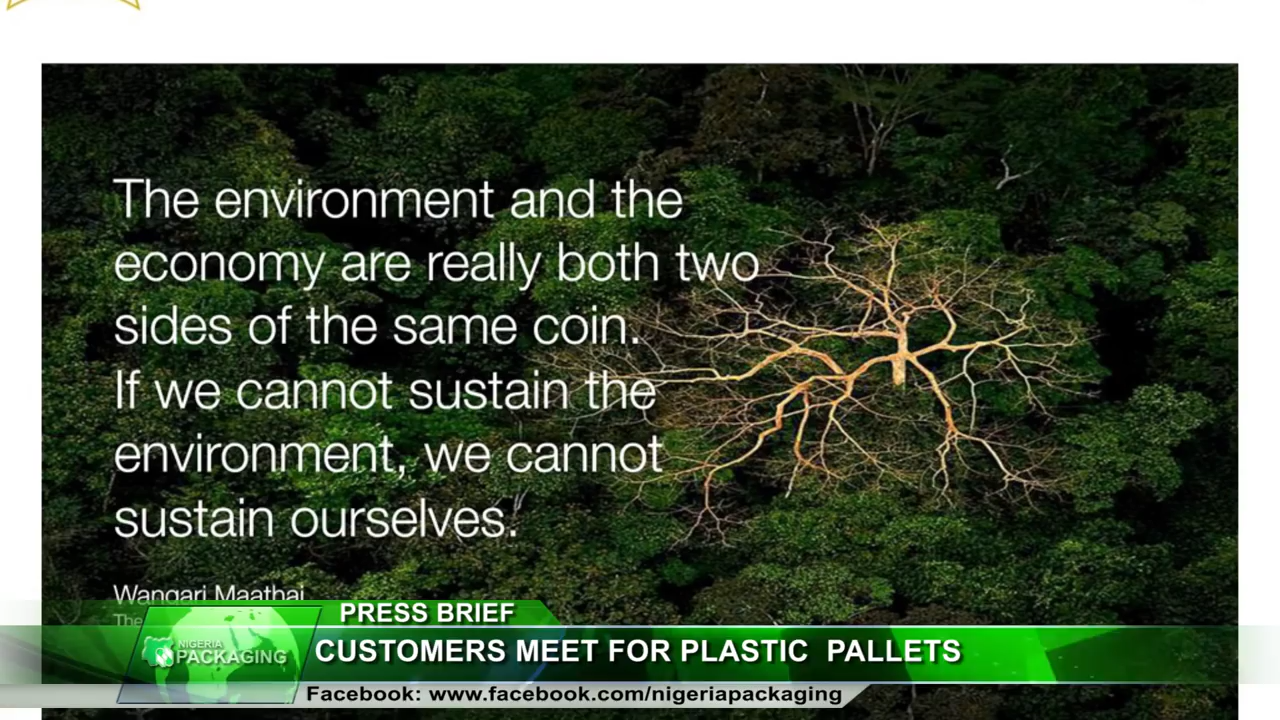 The environment and the
economy are really both two
sides of the same coin.
If we cannot sustain the
environment, we cannot
sustain ourselves.
Wangari Maathai
The
PRESS BRIEF
NIGERIA
PACKAGING
CUSTOMERS MEET FOR PLASTIC PALLETS
Facebook: www.facebook.com/nigeriapackaging